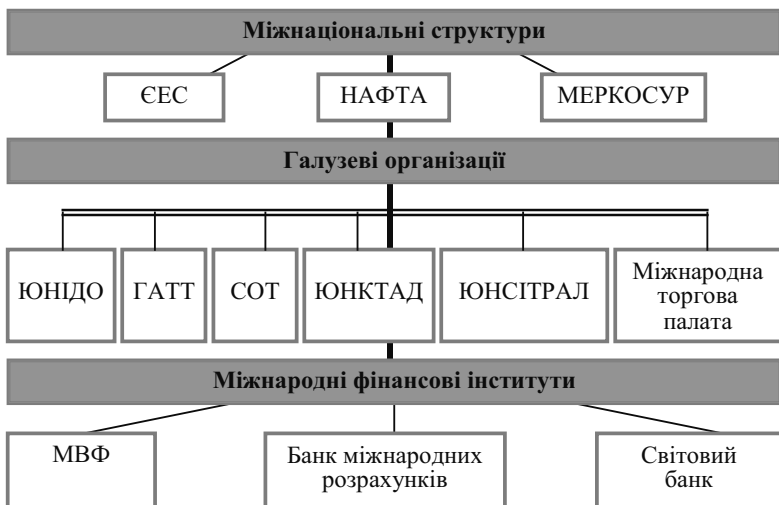 Міжнаціональні структури
ЄЕС
НАФТА
МЕРКОСУР
Галузеві організації
ЮНІДО
ГАТТ
СОТ
ЮНКТАД
ЮНСІТРАЛ
Міжнародна
торгова
палата
Міжнародні фінансові інститути
МВФ
Банк міжнародних
розрахунків
Світовий
банк